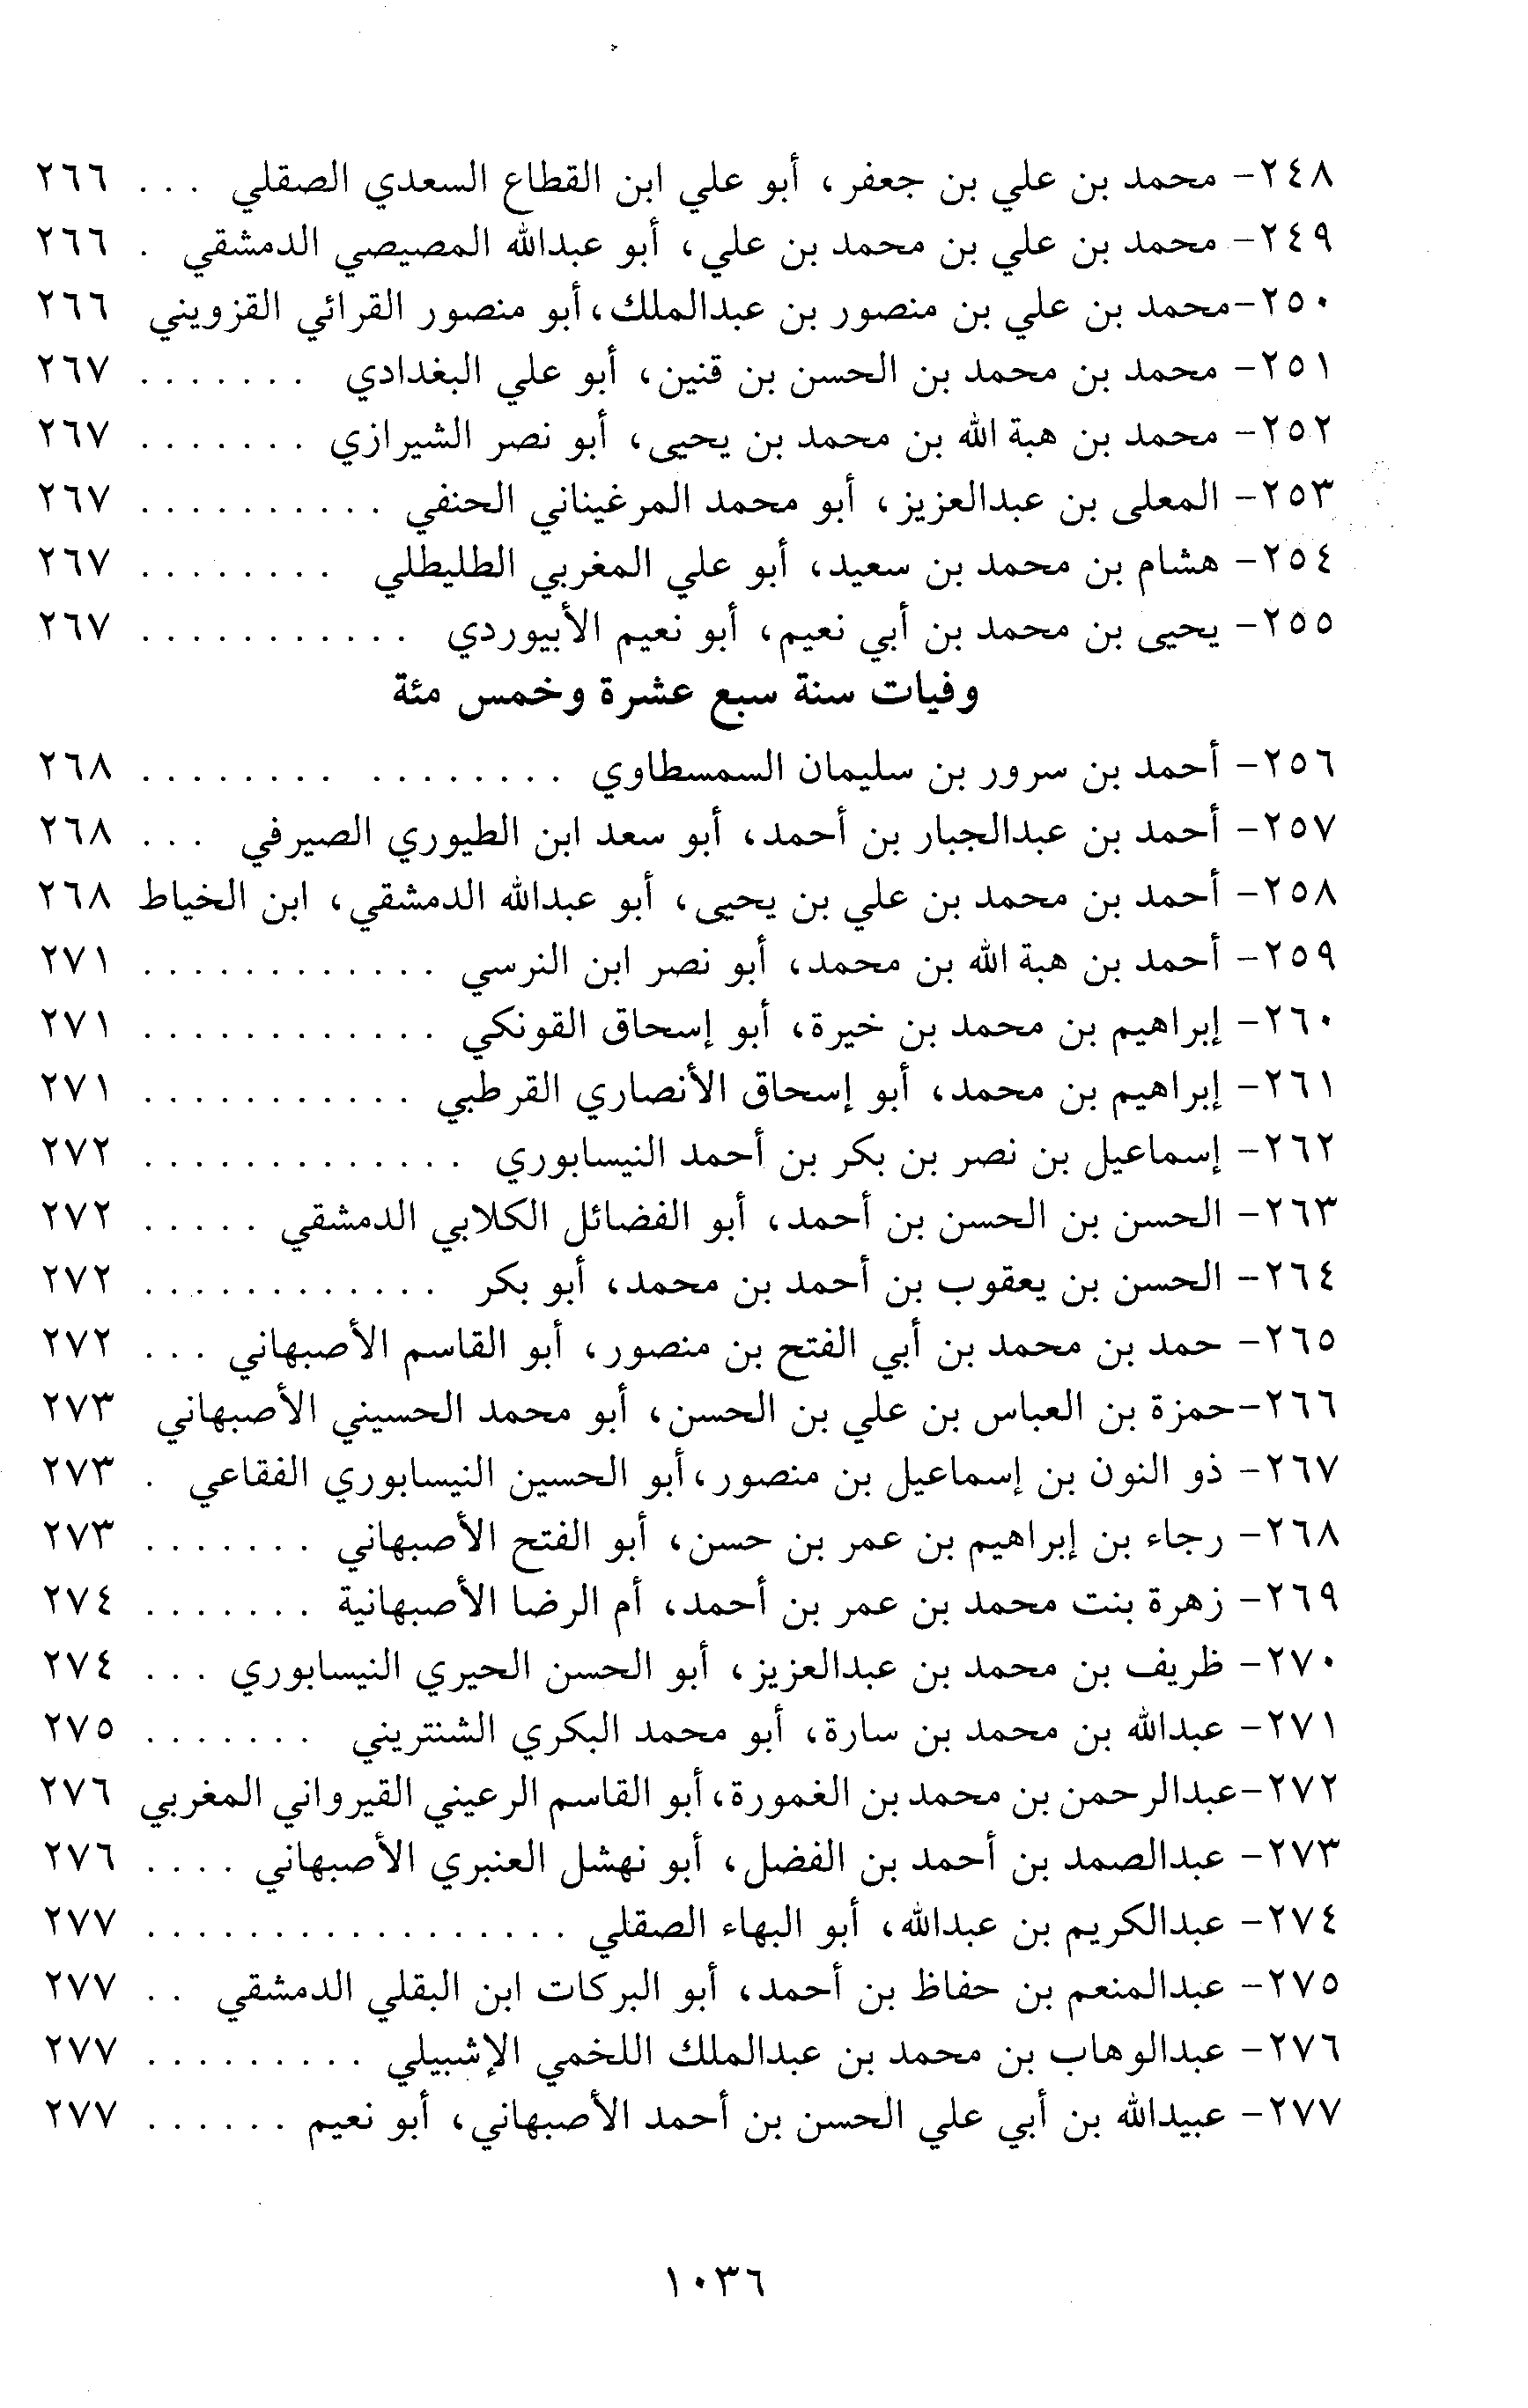 ٢٤٨- محمد بن علي بن جعفر، أبو علي ابن القطاع السعدي الصقلي . . . ٢٦٦
٢٤٩- محمد بن علي بن محمد بن علي، أبو عبدالله المصيصي الدمشقي . ٢٦٦
٢٥٠-محمد بن علي بن منصور بن عبدالملك،أبو منصور القرائي القزويني ٢٦٦
٢٥١- محمد بن محمد بن الحسن بن قنين، أبو علي البغدادي . . . . . . . ٢٦٧
٢٥٢- محمد بن هبة الله بن محمد بن يحيى، أبو نصر الشيرازي . . . . . . . ٢٦٧
٢٥٣- المعلى بن عبدالعزيز، أبو محمد المرغيناني الحنفي . . . . . . . . . . ٢٦٧
٢٥٤- هشام بن محمد بن سعيد، أبو علي المغربي الطليطلي . . . . . . . . ٢٦٧
٢٥٥- يحيى بن محمد بن أبي نعيم، أبو نعيم الأبيوردي . . . . . . . . . . . ٢٦٧
وفيات سنة سبع عشرة وخمس مئة
٢٥٦- أحمد بن سرور بن سليمان السمسطاوي . . . . . . . . . . . . . . . . ٢٦٨
٢٥٧- أحمد بن عبدالجبار بن أحمد، أبو سعد ابن الطيوري الصيرفي . . . ٢٦٨
٢٥٨- أحمد بن محمد بن علي بن يحيى، أبو عبدالله الدمشقي، ابن الخياط ٢٦٨
٢٥٩- أحمد بن هبة الله بن محمد، أبو نصر ابن النرسي . . . . . . . . . . . . ٢٧١
٢٦٠- إبراهيم بن محمد بن خيرة، أبو إسحاق القونكي . . . . . . . . . . . . ٢٧١
٢٦١- إبراهيم بن محمد، أبو إسحاق الأنصاري القرطبي . . . . . . . . . . . ٢٧١
٢٦٢- إسماعيل بن نصر بن بكر بن أحمد النيسابوري . . . . . . . . . . . . . ٢٧٢
٢٦٣- الحسن بن الحسن بن أحمد، أبو الفضائل الكلابي الدمشقي . . . . . ٢٧٢
٢٦٤- الحسن بن يعقوب بن أحمد بن محمد، أبو بكر . . . . . . . . . . . . ٢٧٢
٢٦٥- حمد بن محمد بن أبي الفتح بن منصور، أبو القاسم الأصبهاني . . . ٢٧٢
٢٦٦-حمزة بن العباس بن علي بن الحسن، أبو محمد الحسيني الأصبهاني ٢٧٣
٢٦٧- ذو النون بن إسماعيل بن منصور،أبو الحسين النيسابوري الفقاعي . ٢٧٣
٢٦٨- رجاء بن إبراهيم بن عمر بن حسن، أبو الفتح الأصبهاني . . . . . . . ٢٧٣
٢٦٩- زهرة بنت محمد بن عمر بن أحمد، أم الرضا الأصبهانية . . . . . . . ٢٧٤
٢٧٠- ظريف بن محمد بن عبدالعزيز، أبو الحسن الحيري النيسابوري . . . ٢٧٤
٢٧١- عبدالله بن محمد بن سارة، أبو محمد البكري الشنتريني . . . . . . . ٢٧٥
٢٧٢-عبدالرحمن بن محمد بن الغمورة،أبو القاسم الرعيني القيرواني المغربي ٢٧٦
٢٧٣- عبدالصمد بن أحمد بن الفضل، أبو نهشل العنبري الأصبهاني . . . . ٢٧٦
٢٧٤- عبدالكريم بن عبدالله، أبو البهاء الصقلي . . . . . . . . . . . . . . . . . ٢٧٧
٢٧٥- عبدالمنعم بن حفاظ بن أحمد، أبو البركات ابن البقلي الدمشقي . . ٢٧٧
٢٧٦- عبدالوهاب بن محمد بن عبدالملك اللخمي الإشبيلي . . . . . . . . . ٢٧٧
٢٧٧- عبيدالله بن أبي علي الحسن بن أحمد الأصبهاني، أبو نعيم . . . . . . ٢٧٧
١٠٣٦